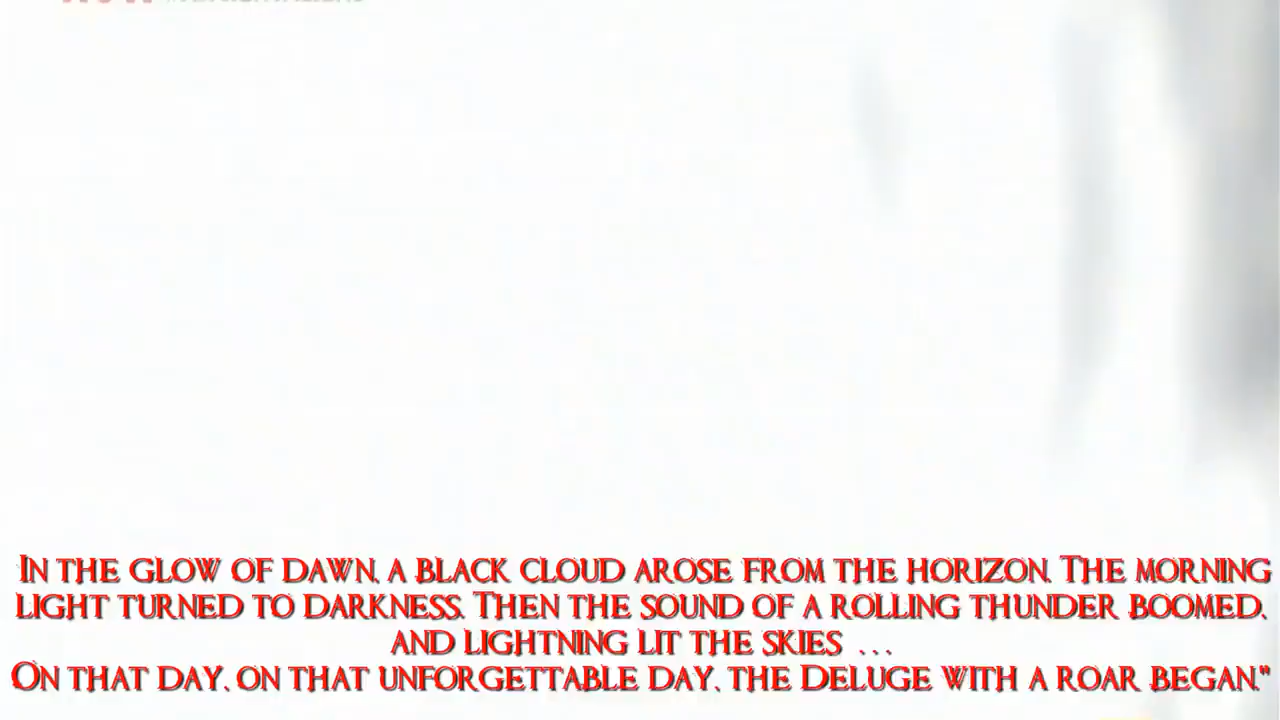 IN THE GLOW OF DAWN, A BLACK CLOUD AROSE FROM THE HORIZON. THE MORNING
LIGHT TURNED TO DARKNESS. THEN THE SOUND OF A ROLLING THUNDER BOOMED,
AND LIGHTNING LIT THE SKIES ...
ON THAT DAY, ON THAT UNFORGETTABLE DAY, THE DELUGE WITH A ROAR BEGAN."